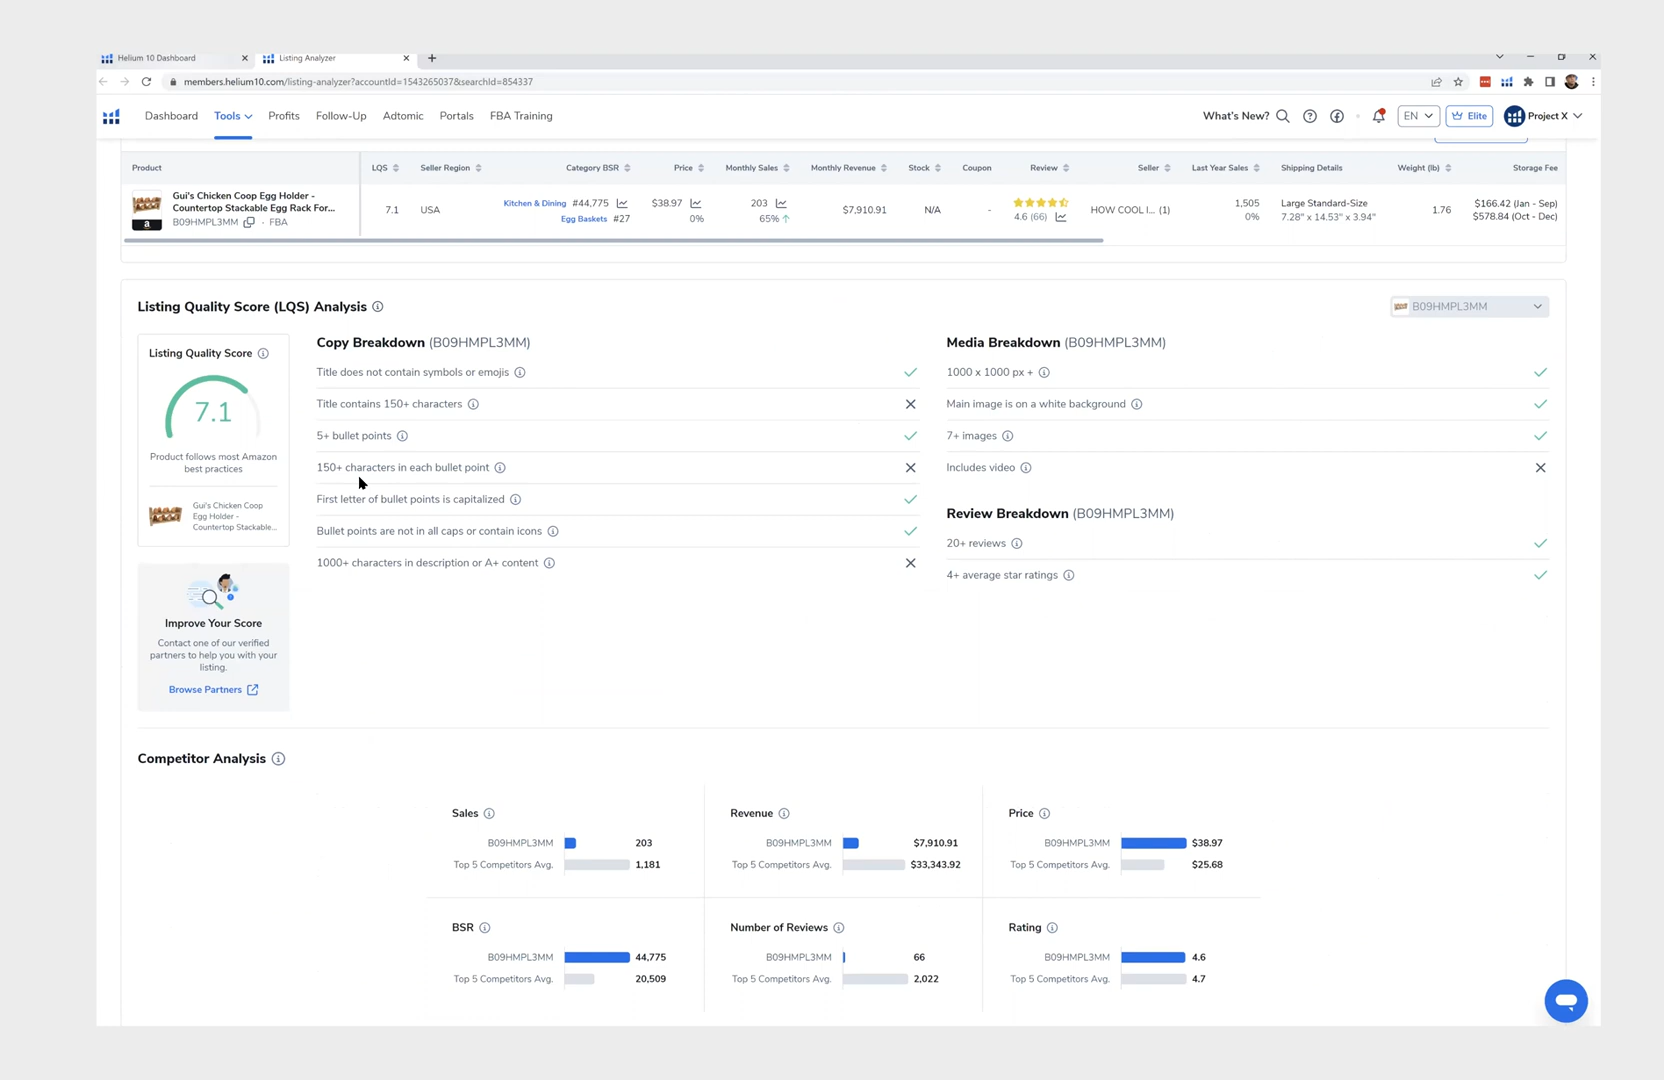 Helium 10 Dashboard
Listing Analyzer
members.helium10.com/listing-analyzer?accountId=1543265037&searchId=854337
Dashboard Tools Profits Follow-Up Adtomic Portals FBA Training What's New? EN Elite Project X
Product LQS Seller Region Category BSR Price Monthly Sales Monthly Revenue Stock Coupon Review Seller Last Year Sales Shipping Details Weight (lb) Storage Fee
Gui's Chicken Coop Egg Holder -
Countertop Stackable Egg Rack For...
B09HMPL3MM · FBA
a
7.1
USA
Kitchen & Dining #44,775
Egg Baskets #27
$38.97
0%
203
65% ↑
$7,910.91
N/A
-
4.6 (66)
HOW COOL I... (1)
1,505
0%
Large Standard-Size
7.28" x 14.53" x 3.94"
1.76
$166.42 (Jan - Sep)
$578.84 (Oct - Dec)
Listing Quality Score (LQS) Analysis
B09HMPL3MM
Listing Quality Score
7.1
Product follows most Amazon
best practices
Gui's Chicken Coop
Egg Holder -
Countertop Stackable...
Improve Your Score
Contact one of our verified
partners to help you with your
listing.
Browse Partners
Copy Breakdown (B09HMPL3MM)
Title does not contain symbols or emojis
Title contains 150+ characters
5+ bullet points
150+ characters in each bullet point
First letter of bullet points is capitalized
Bullet points are not in all caps or contain icons
1000+ characters in description or A+ content
Media Breakdown (B09HMPL3MM)
1000 x 1000 px +
Main image is on a white background
7+ images
Includes video
Review Breakdown (B09HMPL3MM)
20+ reviews
4+ average star ratings
Competitor Analysis
Sales
B09HMPL3MM 203
Top 5 Competitors Avg. 1,181
Revenue
B09HMPL3MM $7,910.91
Top 5 Competitors Avg. $33,343.92
Price
B09HMPL3MM $38.97
Top 5 Competitors Avg. $25.68
BSR
B09HMPL3MM 44,775
Top 5 Competitors Avg. 20,509
Number of Reviews
B09HMPL3MM 66
Top 5 Competitors Avg. 2,022
Rating
B09HMPL3MM 4.6
Top 5 Competitors Avg. 4.7